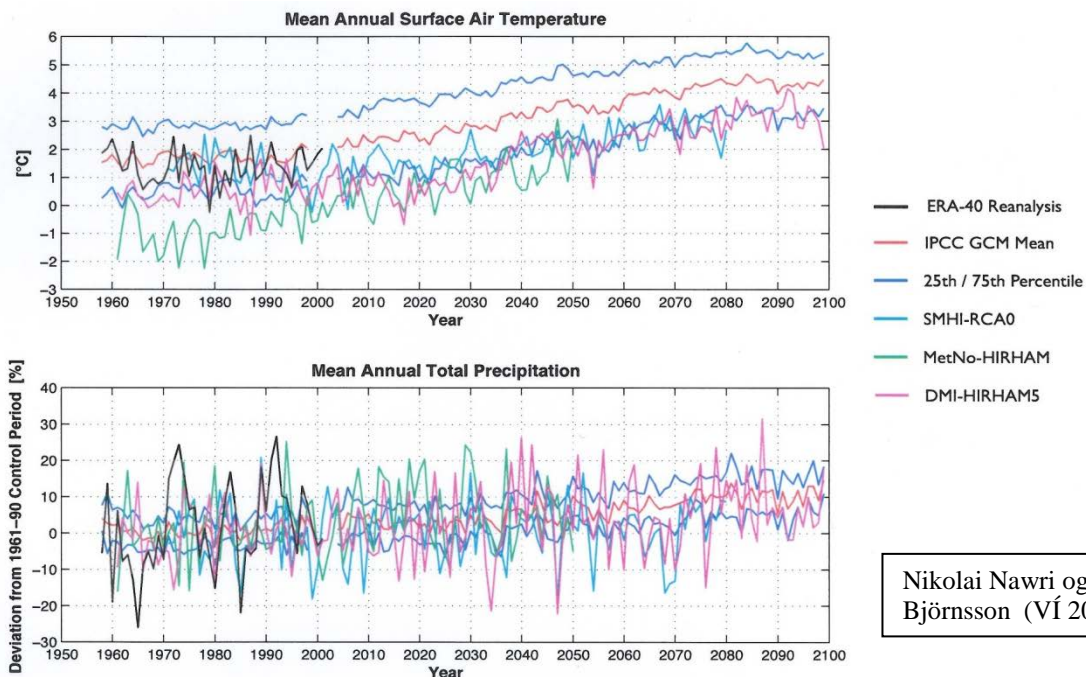 Mean Annual Surface Air Temperature
6
5
4
3
2
1
0
−1
−2
−3
[°C]
1950 1960 1970 1980 1990 2000 2010 2020 2030 2040 2050 2060 2070 2080 2090 2100
Year
ERA-40 Reanalysis
IPCC GCM Mean
25th / 75th Percentile
SMHI-RCA0
MetNo-HIRHAM
DMI-HIRHAM5
Mean Annual Total Precipitation
Deviation from 1961−90 Control Period [%]
40
30
20
10
0
−10
−20
−30
1950 1960 1970 1980 1990 2000 2010 2020 2030 2040 2050 2060 2070 2080 2090 2100
Year
Nikolai Nawri og
Björnsson (VÍ 20